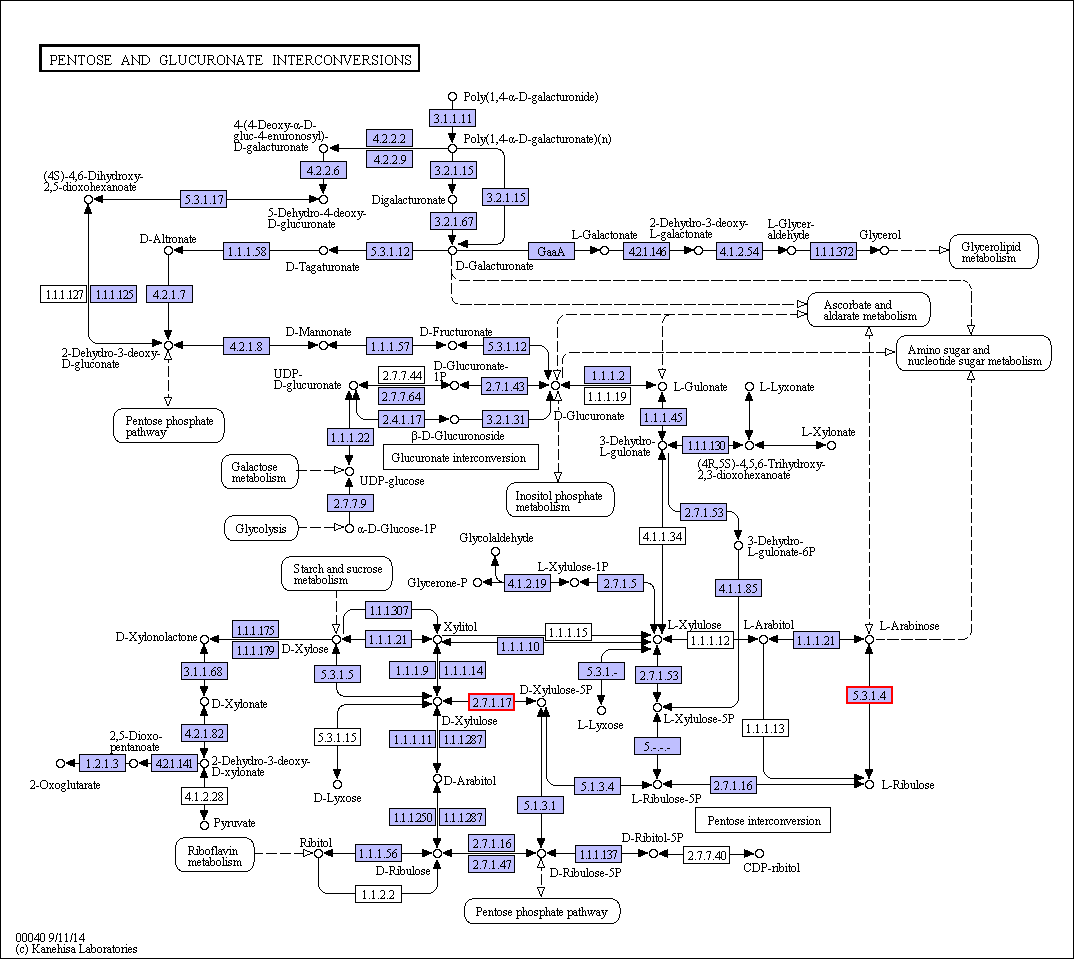 PENTOSE AND GLUCURONATE INTERCONVERSIONS
Poly(1,4-α-D-galacturonide)
3.1.1.11
4-(4-Deoxy-α-D-
gluc-4-enuronosyl)-
D-galacturonate
4.2.2.2
4.2.2.9
Poly(1,4-α-D-galacturonate)(n)
4.2.2.6
3.2.1.15
3.2.1.15
(4S)-4,6-Dihydroxy-
2,5-dioxohexanoate
5.3.1.17
Digalacturonate
5-Dehydro-4-deoxy-
D-glucuronate
3.2.1.67
D-Altronate
1.1.1.58
D-Tagaturonate
5.3.1.12
D-Galacturonate
GaaA
L-Galactonate
4.2.1.146
2-Dehydro-3-deoxy-
L-galactonate
4.1.2.54
L-Glycer-
aldehyde
1.1.1372
Glycerol
Glycerolipid
metabolism
1.1.1.127
1.1.1.125
4.2.1.7
Ascorbate and
aldarate metabolism
2-Dehydro-3-deoxy-
D-gluconate
4.2.1.8
D-Mannonate
1.1.1.57
D-Fructuronate
5.3.1.12
Amino sugar and
nucleotide sugar metabolism
UDP-
D-glucuronate
2.7.7.44
2.7.7.64
D-Glucuronate-
1P
2.7.1.43
1.1.1.2
1.1.1.19
L-Gulonate
L-Lyxonate
Pentose phosphate
pathway
2.4.1.17
β-D-Glucuronoside
3.2.1.31
D-Glucuronate
1.1.1.45
1.1.1.22
Glucuronate interconversion
3-Dehydro-
L-gulonate
1.1.1.130
L-Xylonate
(4R,5S)-4,5,6-Trihydroxy-
2,3-dioxohexanoate
Galactose
metabolism
UDP-glucose
Inositol phosphate
metabolism
2.7.7.9
2.7.1.53
Glycolysis
α-D-Glucose-1P
4.1.1.34
3-Dehydro-
L-gulonate-6P
Glycolaldehyde
Starch and sucrose
metabolism
Glycerone-P
4.1.2.19
L-Xylulose-1P
2.7.1.5
4.1.1.85
1.1.1307
D-Xylonolactone
1.1.1.175
1.1.1.179
D-Xylose
1.1.1.21
Xylitol
1.1.1.15
1.1.1.10
L-Xylulose
1.1.1.12
L-Arabitol
1.1.1.21
L-Arabinose
3.1.1.68
5.3.1.5
1.1.1.9
1.1.1.14
5.3.1.-
2.7.1.53
D-Xylonate
D-Xylulose
2.7.1.17
D-Xylulose-5P
L-Lyxose
L-Xylulose-5P
5.3.1.4
4.2.1.82
5.3.1.15
1.1.1.11
1.1.1287
5.-.-.-
1.1.1.13
2,5-Dioxo-
pentanoate
2-Oxoglutarate
1.2.1.3
4.2.1.141
2-Dehydro-3-deoxy-
D-xylonate
D-Lyxose
D-Arabitol
5.1.3.4
L-Ribulose-5P
2.7.1.16
L-Ribulose
4.1.2.28
Pyruvate
1.1.1250
1.1.1287
5.1.3.1
Pentose interconversion
Riboflavin
metabolism
Ribitol
1.1.1.56
D-Ribulose
2.7.1.16
2.7.1.47
D-Ribulose-5P
1.1.1.137
D-Ribitol-5P
2.7.7.40
CDP-ribitol
1.1.2.2
Pentose phosphate pathway
00040 9/11/14
(c) Kanehisa Laboratories